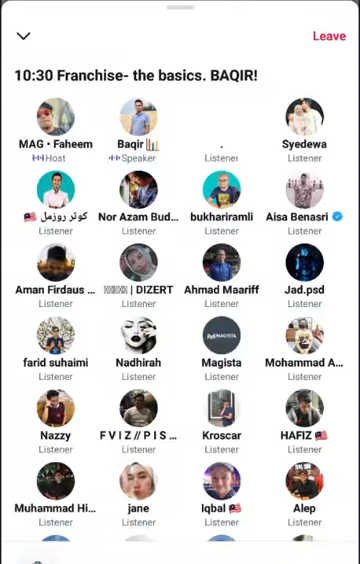 Leave
10:30 Franchise- the basics. BAQIR!
MAG • Faheem
Baqir 📊
.
Syedewa
Host
Speaker
Listener
Listener
🇲🇾 كوثر روزمل
Nor Azam Bud...
bukhariramli
Aisa Benasri
Listener
Listener
Listener
Listener
Aman Firdaus ...
| DIZERT
Ahmad Maariff
Jad.psd
Listener
Listener
Listener
Listener
farid suhaimi
Nadhirah
Magista
Mohammad A...
Listener
Listener
Listener
Listener
Nazzy
F V I Z // P I S ...
Kroscar
HAFIZ 🇲🇾
Listener
Listener
Listener
Listener
Muhammad Hi...
jane
Iqbal 🇲🇾
Alep
Listener
Listener
Listener
Listener